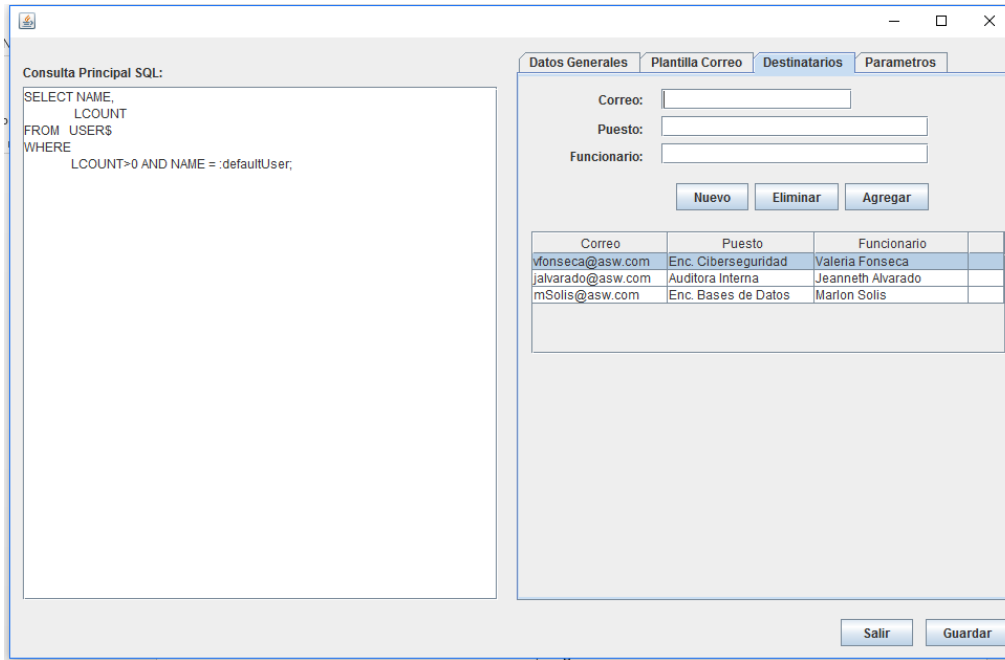 Consulta Principal SQL:
SELECT NAME,
LCOUNT
FROM USER$
WHERE
LCOUNT>0 AND NAME = :defaultUser;
Datos Generales Plantilla Correo Destinatarios Parametros
Correo:
Puesto:
Funcionario:
Nuevo Eliminar Agregar
Correo Puesto Funcionario
vfonseca@asw.com Enc. Ciberseguridad Valeria Fonseca
jalvarado@asw.com Auditora Interna Jeanneth Alvarado
mSolis@asw.com Enc. Bases de Datos Marlon Solis
Salir Guardar